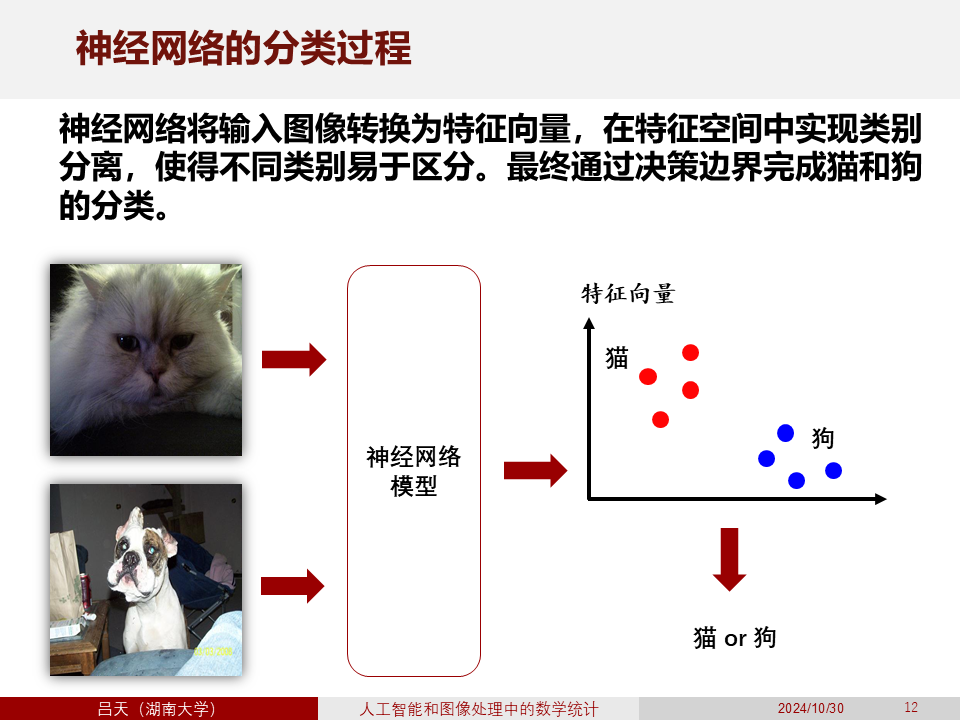 神经网络的分类过程
神经网络将输入图像转换为特征向量，在特征空间中实现类别
分离，使得不同类别易于区分。最终通过决策边界完成猫和狗
的分类。
特征向量
猫
狗
神经网络
模型
猫 or 狗
吕天（湖南大学）
人工智能和图像处理中的数学统计
2024/10/30
12